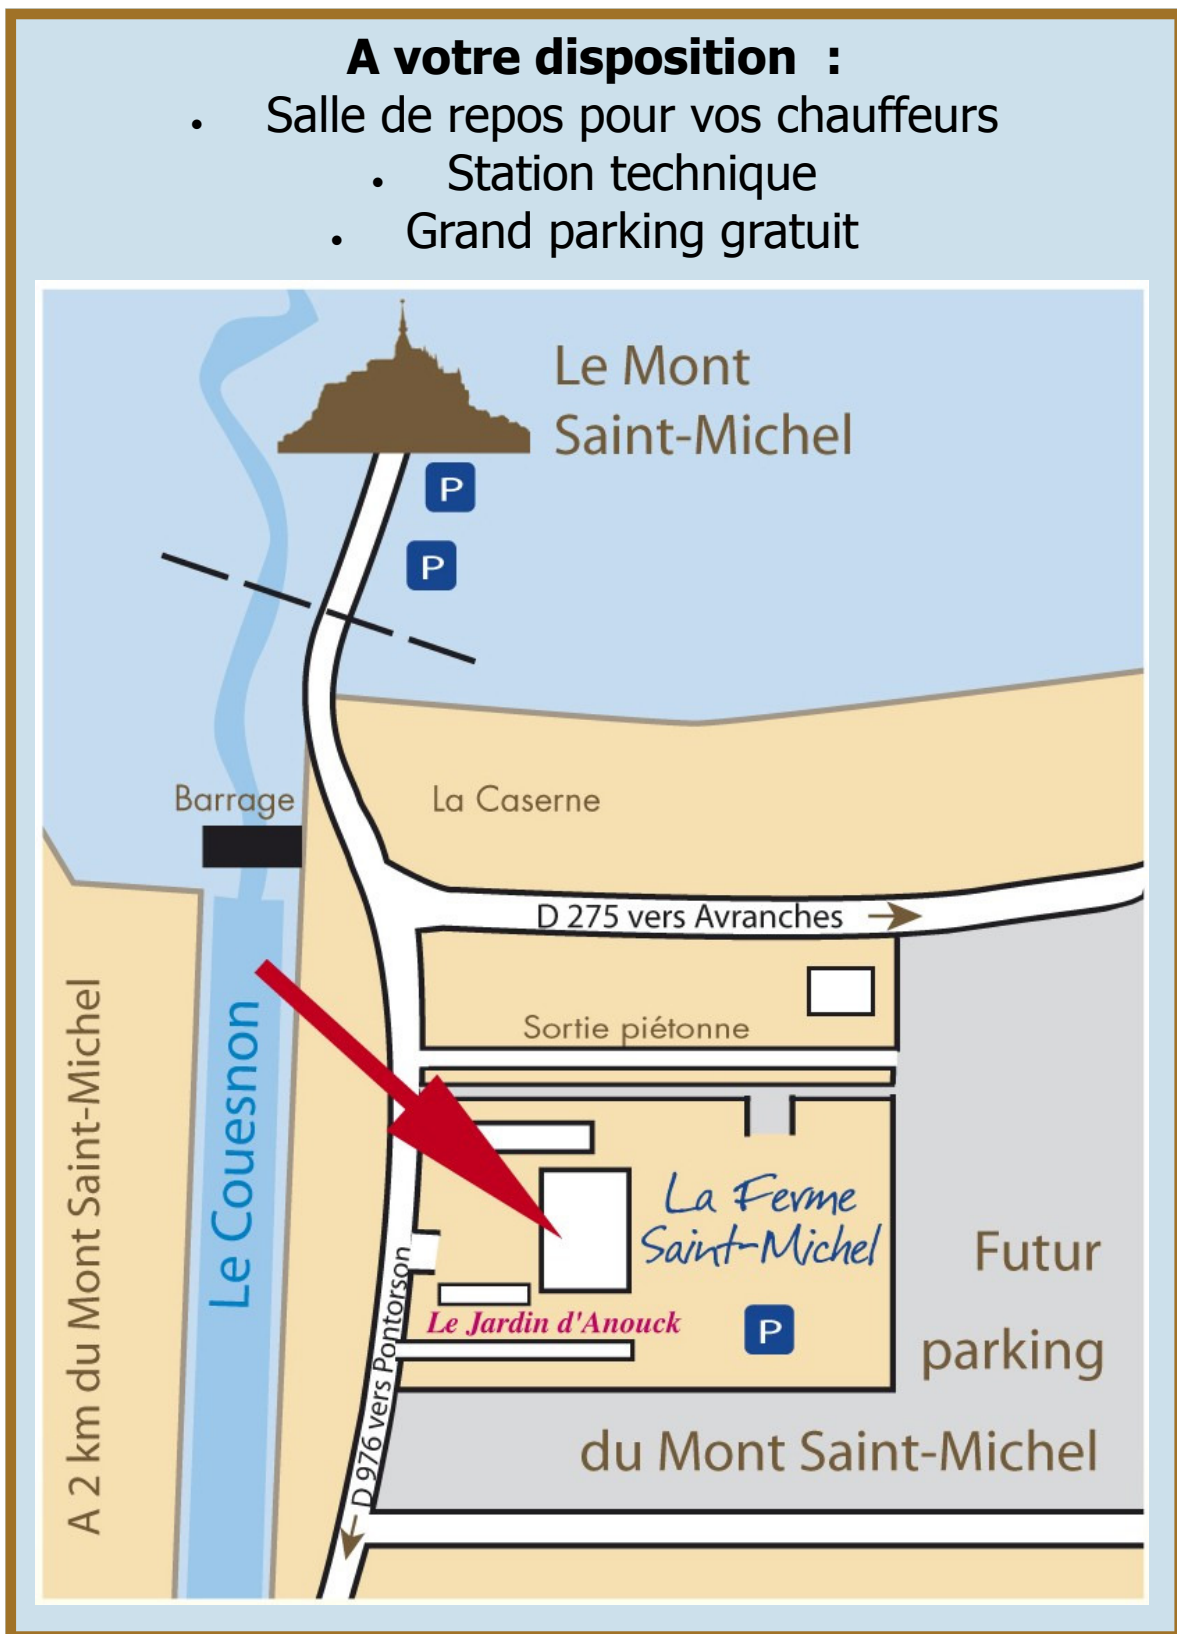 A votre disposition :
• Salle de repos pour vos chauffeurs
• Station technique
• Grand parking gratuit
Le Mont
Saint-Michel
P
P
Barrage
La Caserne
D 275 vers Avranches
Sortie piétonne
A 2 km du Mont Saint-Michel
Le Couesnon
La Ferme
Saint-Michel
D 976 vers Pontorson
Le Jardin d'Anouck
P
Futur
parking
du Mont Saint-Michel